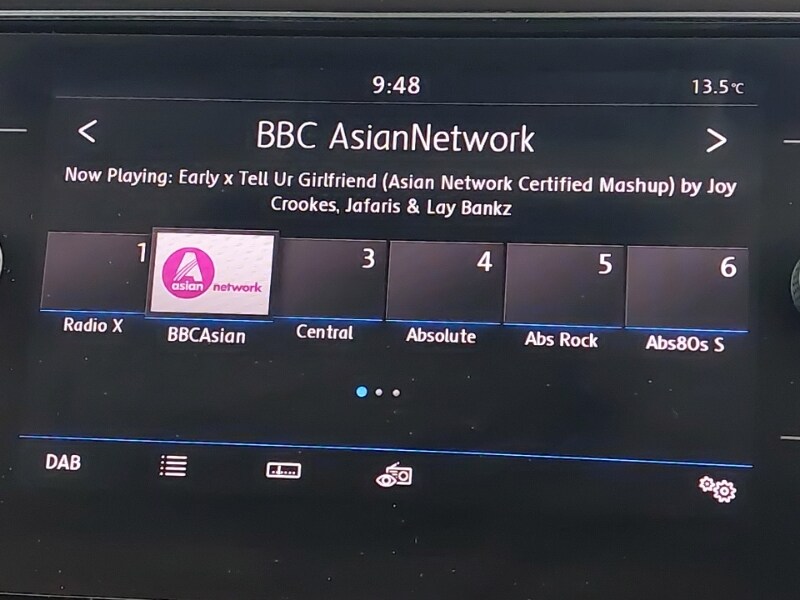 9:48
13.5°C
< BBC AsianNetwork >
Now Playing: Early x Tell Ur Girlfriend (Asian Network Certified Mashup) by Joy
Crookes, Jafaris & Lay Bankz
1
A
asian network
3
4
5
6
Radio X
BBCAsian
Central
Absolute
Abs Rock
Abs80s S
DAB